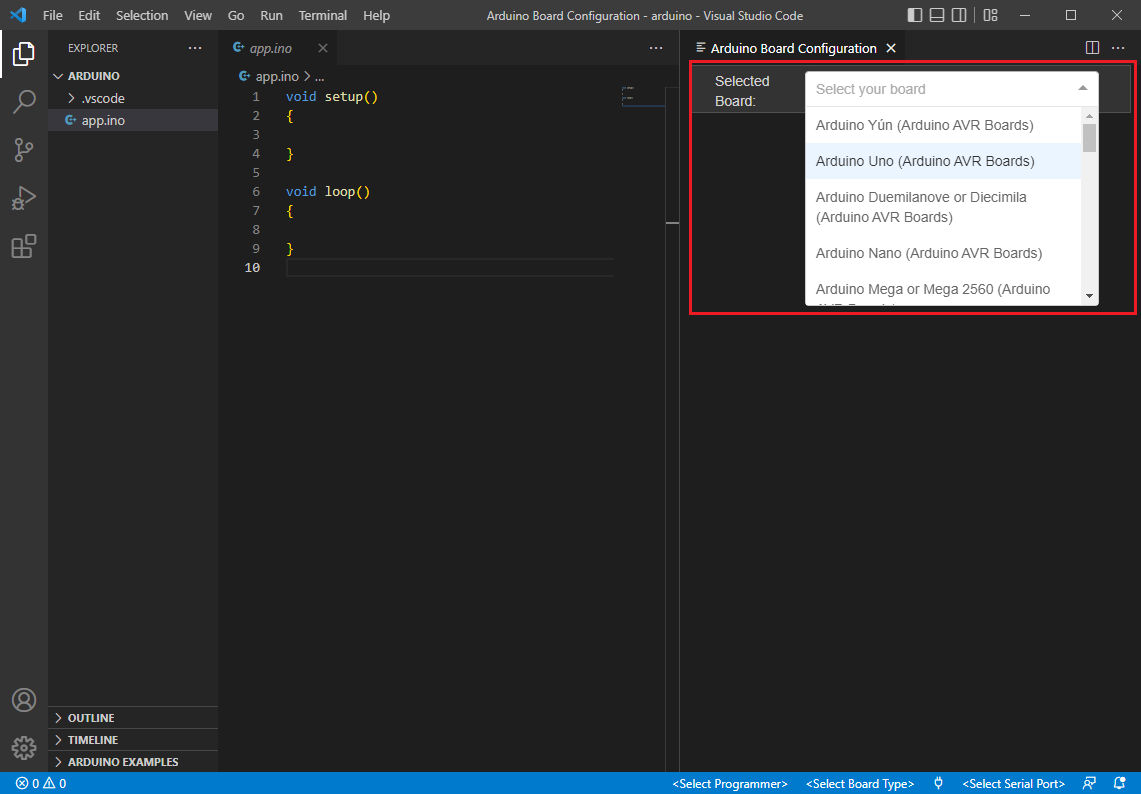 File Edit Selection View Go Run Terminal Help
Arduino Board Configuration - arduino - Visual Studio Code
EXPLORER
ARDUINO
.vscode
app.ino
OUTLINE
TIMELINE
ARDUINO EXAMPLES
app.ino
app.ino > ...
1 void setup()
2 {
3
4 }
5
6 void loop()
7 {
8
9 }
10
Arduino Board Configuration
Selected
Board:
Select your board
Arduino Yún (Arduino AVR Boards)
Arduino Uno (Arduino AVR Boards)
Arduino Duemilanove or Diecimila
(Arduino AVR Boards)
Arduino Nano (Arduino AVR Boards)
Arduino Mega or Mega 2560 (Arduino
0 0 <Select Programmer> <Select Board Type> <Select Serial Port>